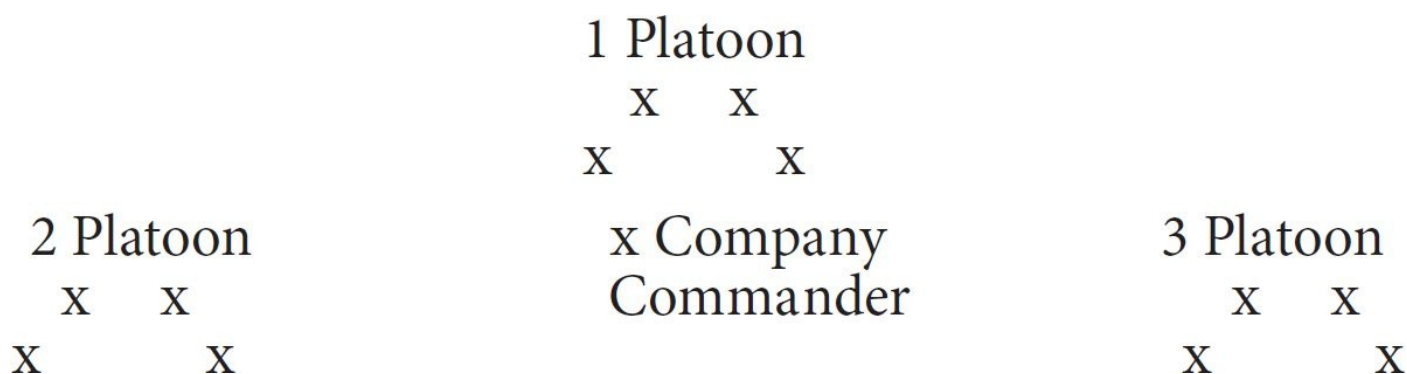 1 Platoon
x x
x x
2 Platoon x Company 3 Platoon
x x Commander x x
x x x x